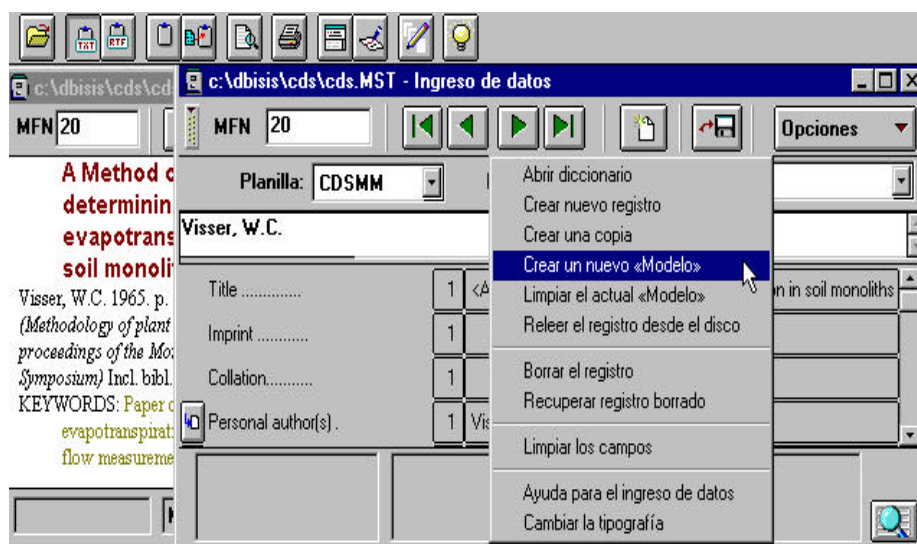 TXT RTF
c:\dbisis\cds\cd
MFN 20
A Method
determinin
evapotrans
soil monoli
Visser, W.C. 1965. p.
(Methodology of plant
proceedings of the Mo
Symposium) Incl. bibl.
KEYWORDS: Paper
evapotranspirat
flow measureme
c:\dbisis\cds\cds.MST - Ingreso de datos
MFN 20
Opciones
Planilla: CDSMM
Visser, W.C.
Title .............. 1 <A n in soil monoliths
Imprint ............ 1
Collation........... 1
Personal author(s) . 1 Vis
Abrir diccionario
Crear nuevo registro
Crear una copia
Crear un nuevo «Modelo»
Limpiar el actual «Modelo»
Releer el registro desde el disco
Borrar el registro
Recuperar registro borrado
Limpiar los campos
Ayuda para el ingreso de datos
Cambiar la tipografía